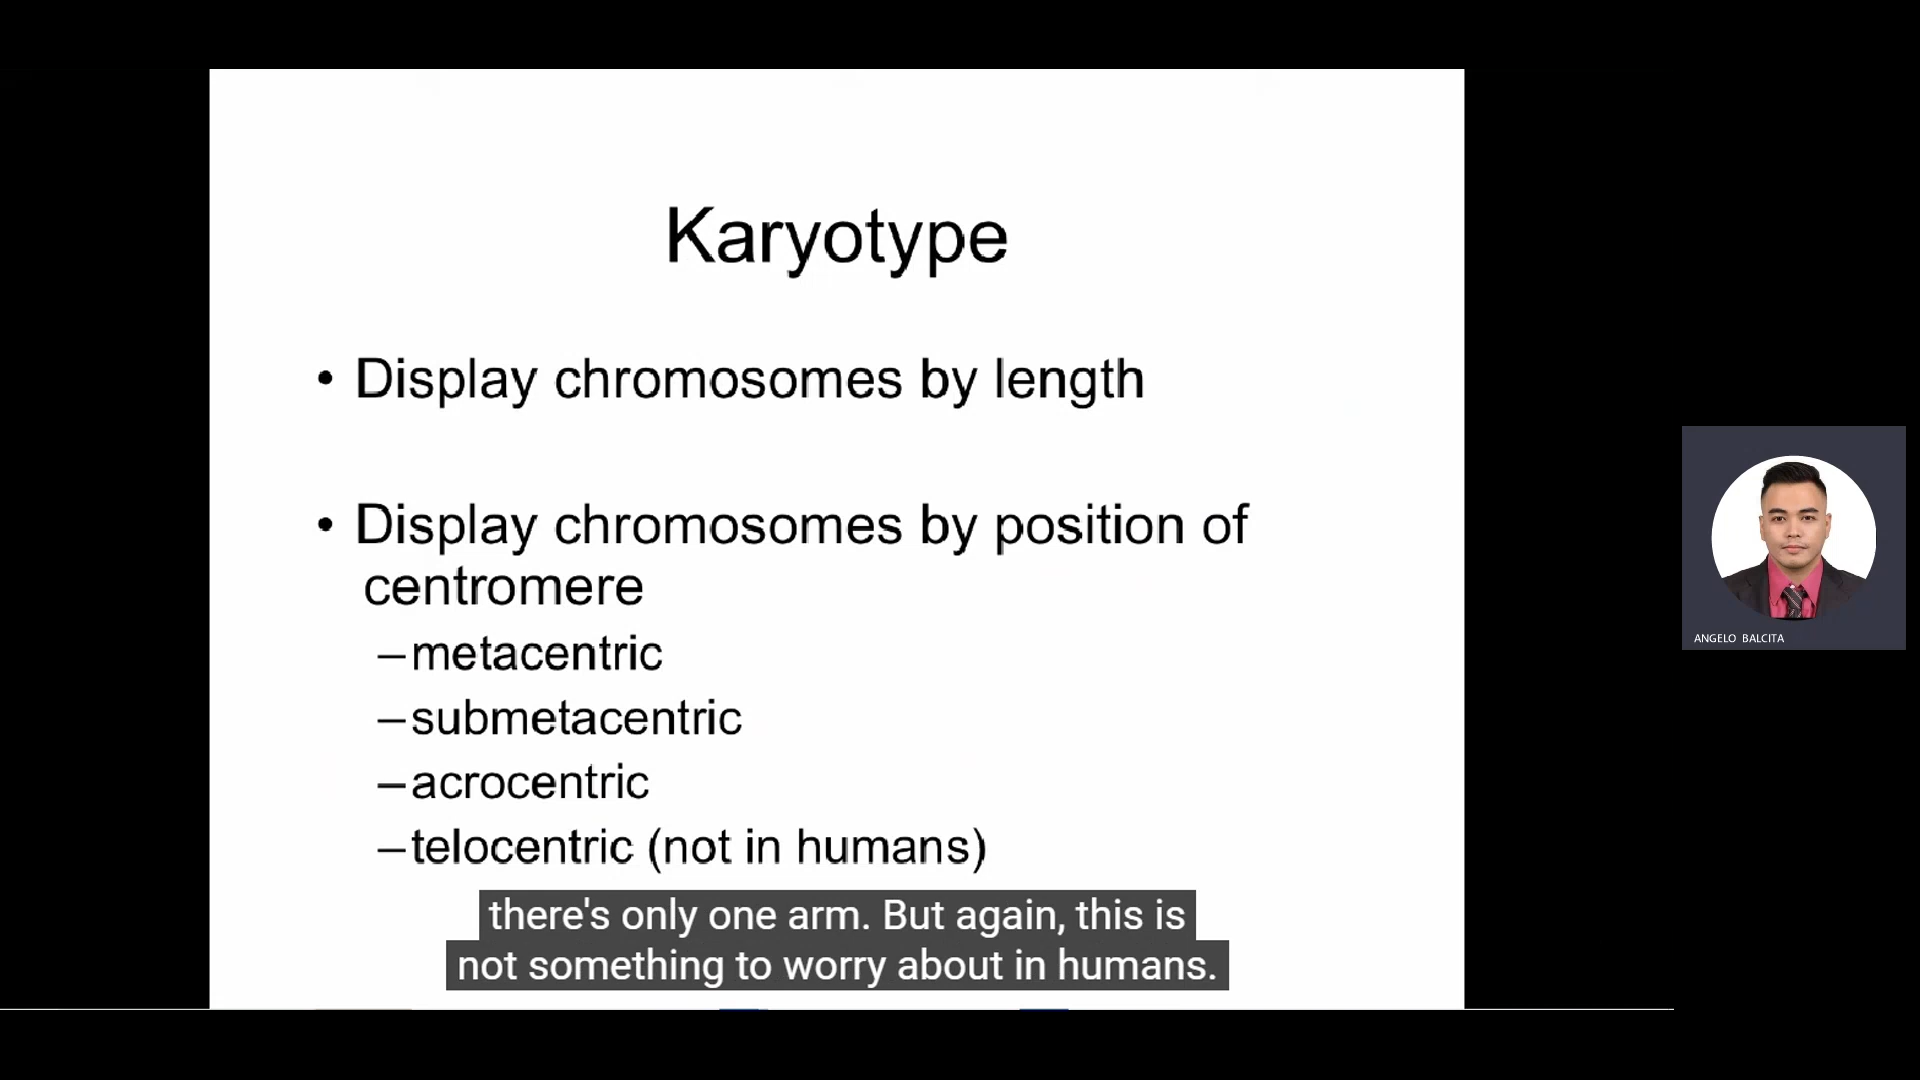 Karyotype
• Display chromosomes by length
• Display chromosomes by position of
centromere
–metacentric
–submetacentric
–acrocentric
–telocentric (not in humans)
there's only one arm. But again, this is
not something to worry about in humans.
ANGELO BALCITA